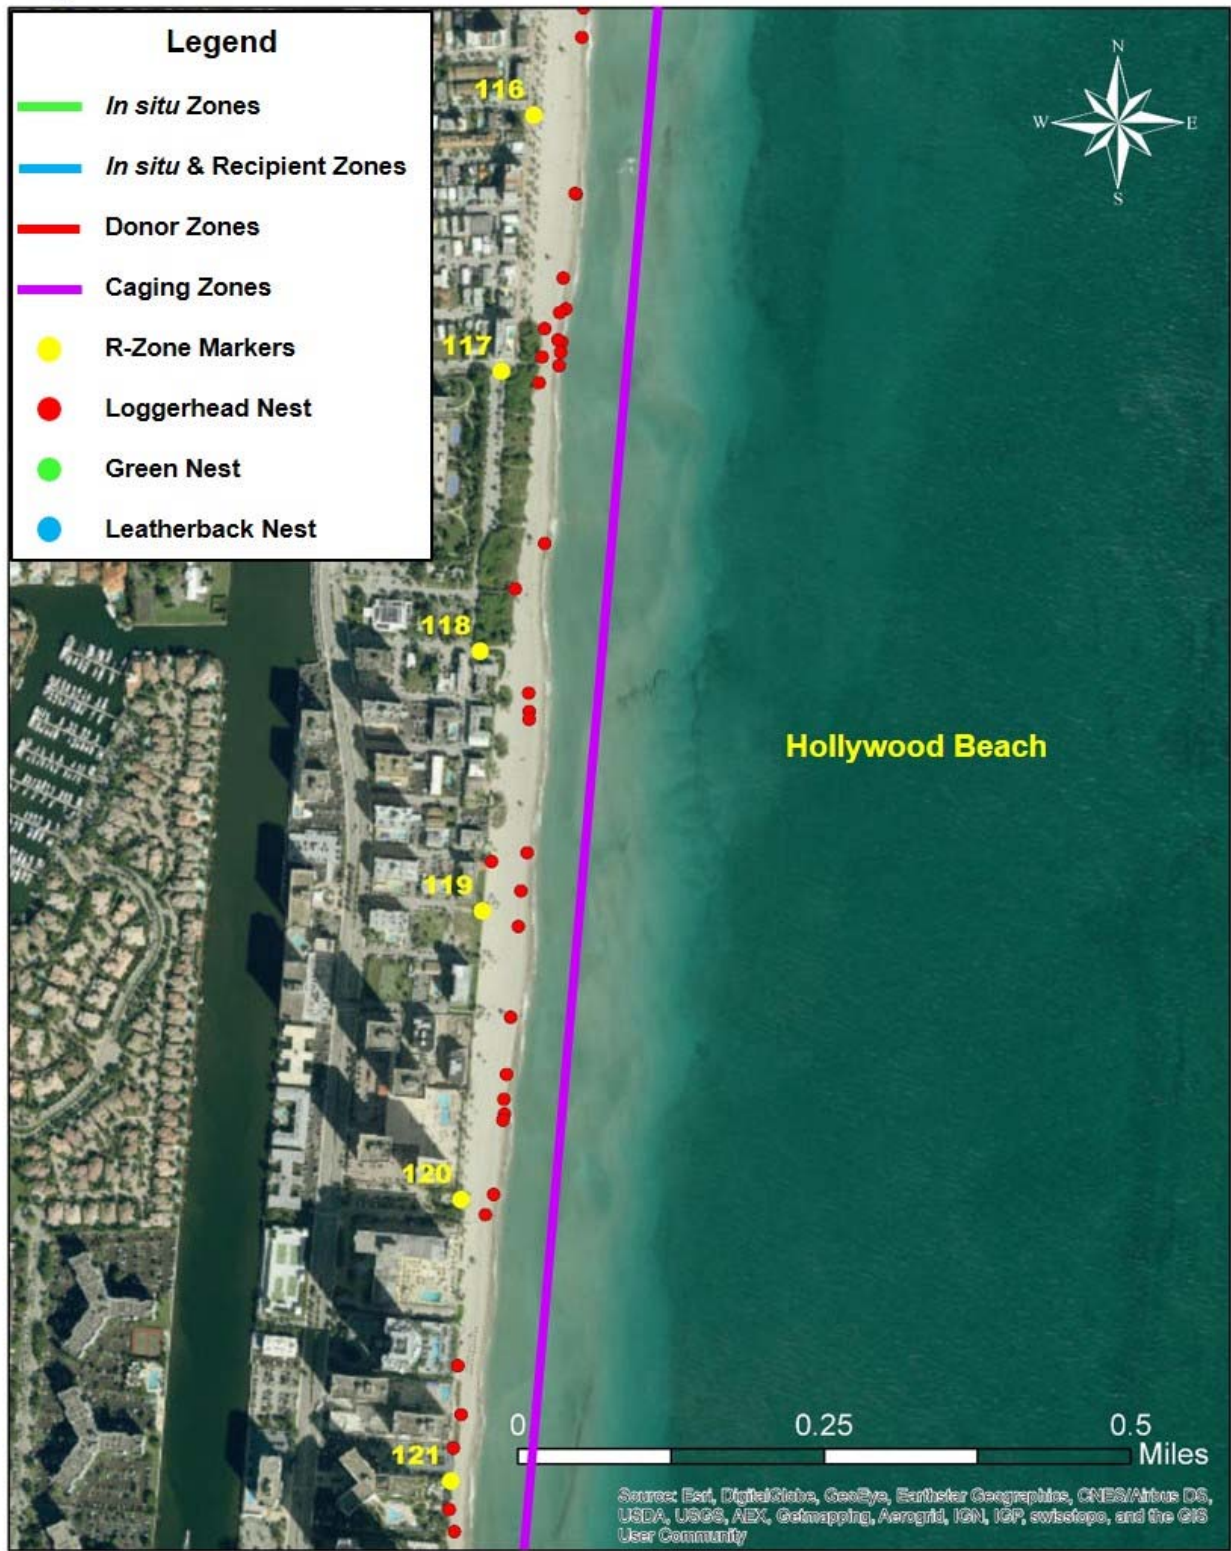 Legend
In situ Zones
In situ & Recipient Zones
Donor Zones
Caging Zones
R-Zone Markers
Loggerhead Nest
Green Nest
Leatherback Nest
N
W E
S
116
117
118
Hollywood Beach
119
120
121
0 0.25 0.5
Miles
Source: Esri, DigitalGlobe, GeoEye, Earthstar Geographics, CNES/Airbus DS,
USDA, USGS, AEX, Getmapping, Aerogrid, IGN, IGP, swisstopo, and the GIS
User Community